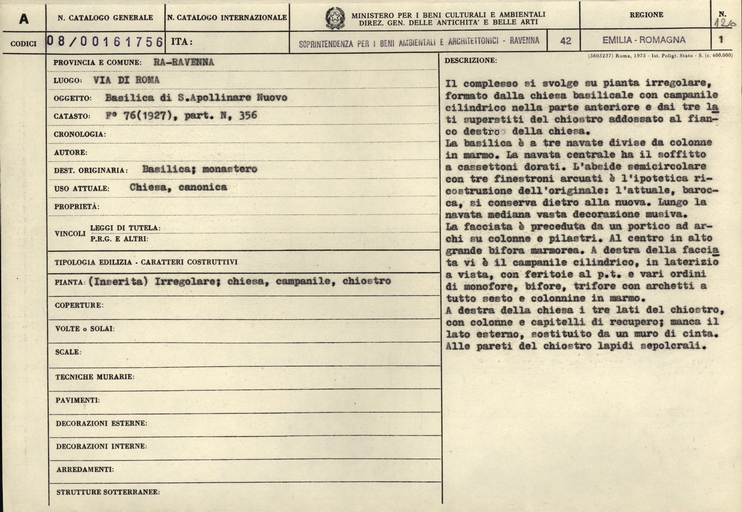 A
N. CATALOGO GENERALE
N. CATALOGO INTERNAZIONALE
MINISTERO PER I BENI CULTURALI E AMBIENTALI
DIREZ. GEN. DELLE ANTICHITA' E BELLE ARTI
REGIONE
N.
120
CODICI
08/00161756
ITA:
SOPRINTENDENZA PER I BENI AMBIENTALI E ARCHITETTONICI - RAVENNA
42
EMILIA - ROMAGNA
1
(5603237) Roma, 1975 - Ist. Poligr. Stato - S. (c. 400.000)
PROVINCIA E COMUNE: RA-RAVENNA
LUOGO: VIA DI ROMA
OGGETTO: Basilica di S.Apollinare Nuovo
CATASTO: Fº 76(1927), part. N, 356
CRONOLOGIA:
AUTORE:
DEST. ORIGINARIA: Basilica; monastero
USO ATTUALE: Chiesa, canonica
PROPRIETÀ:
VINCOLI
LEGGI DI TUTELA:
P.R.G. E ALTRI:
TIPOLOGIA EDILIZIA - CARATTERI COSTRUTTIVI
PIANTA: (Inserita) Irregolare; chiesa, campanile, chiostro
COPERTURE:
VOLTE o SOLAI:
SCALE:
TECNICHE MURARIE:
PAVIMENTI:
DECORAZIONI ESTERNE:
DECORAZIONI INTERNE:
ARREDAMENTI:
STRUTTURE SOTTERRANEE:
DESCRIZIONE:
Il complesso si svolge su pianta irregolare,
formato dalla chiesa basilicale con campanile
cilindrico nella parte anteriore e dai tre la
ti superstiti del chiostro addossato al fian-
co destro della chiesa.
La basilica è a tre navate divise da colonne
in marmo. La navata centrale ha il soffitto
a cassettoni dorati. L'abside semicircolare
con tre finestroni arcuati è l'ipotetica ri-
costruzione dell'originale: l'attuale, baroc-
ca, si conserva dietro alla nuova. Lungo la
navata mediana vasta decorazione musiva.
La facciata è preceduta da un portico ad ar-
chi su colonne e pilastri. Al centro in alto
grande bifora marmorea. A destra della faccia
ta vi è il campanile cilindrico, in laterizio
a vista, con feritoie al p.t. e vari ordini
di monofore, bifore, trifore con archetti a
tutto sesto e colonnine in marmo.
A destra della chiesa i tre lati del chiostro,
con colonne e capitelli di recupero; manca il
lato esterno, sostituito da un muro di cinta.
Alle pareti del chiostro lapidi sepolcrali.